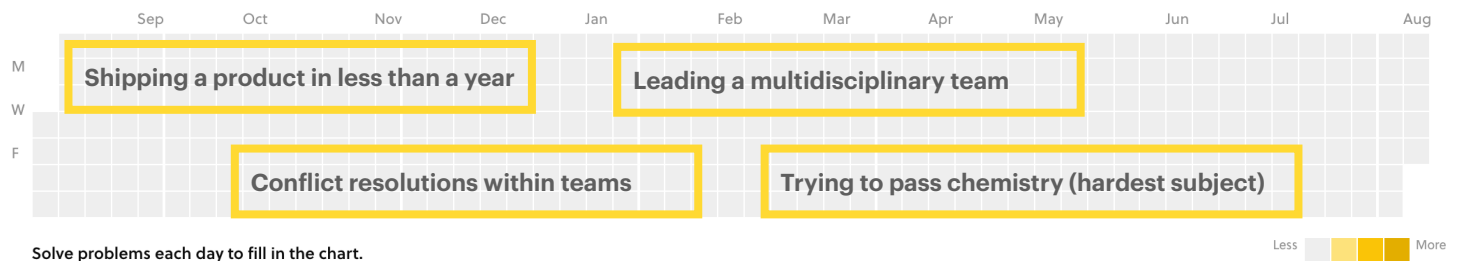 Sep Oct Nov Dec Jan Feb Mar Apr May Jun Jul Aug
M
Shipping a product in less than a year
Leading a multidisciplinary team
W
F
Conflict resolutions within teams
Trying to pass chemistry (hardest subject)
Solve problems each day to fill in the chart.
Less More